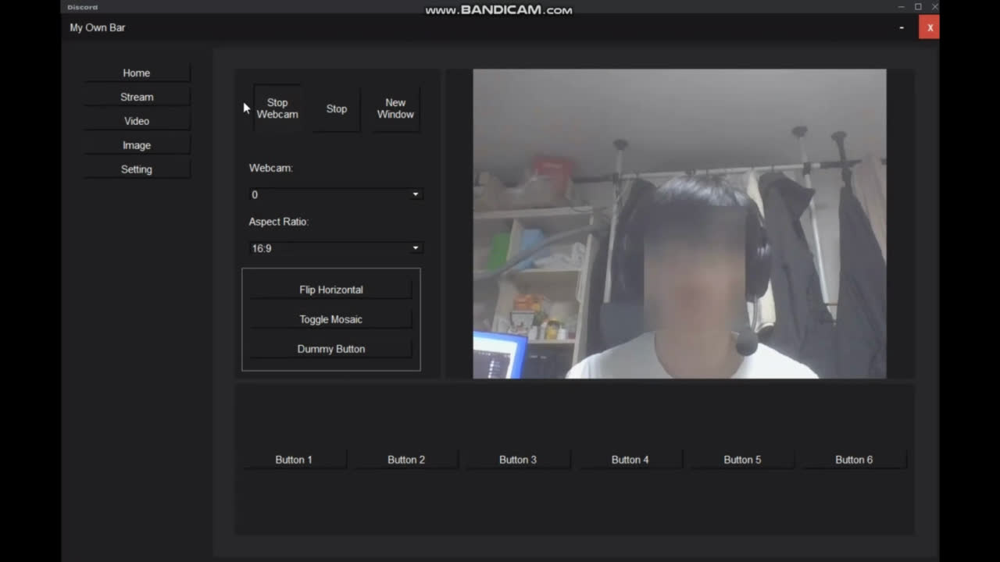 Discord
www.BANDICAM.com
My Own Bar
-
X
Home
Stream
Video
Image
Setting
Stop
Webcam
Stop
New
Window
Webcam:
0
Aspect Ratio:
16:9
Flip Horizontal
Toggle Mosaic
Dummy Button
Button 1
Button 2
Button 3
Button 4
Button 5
Button 6